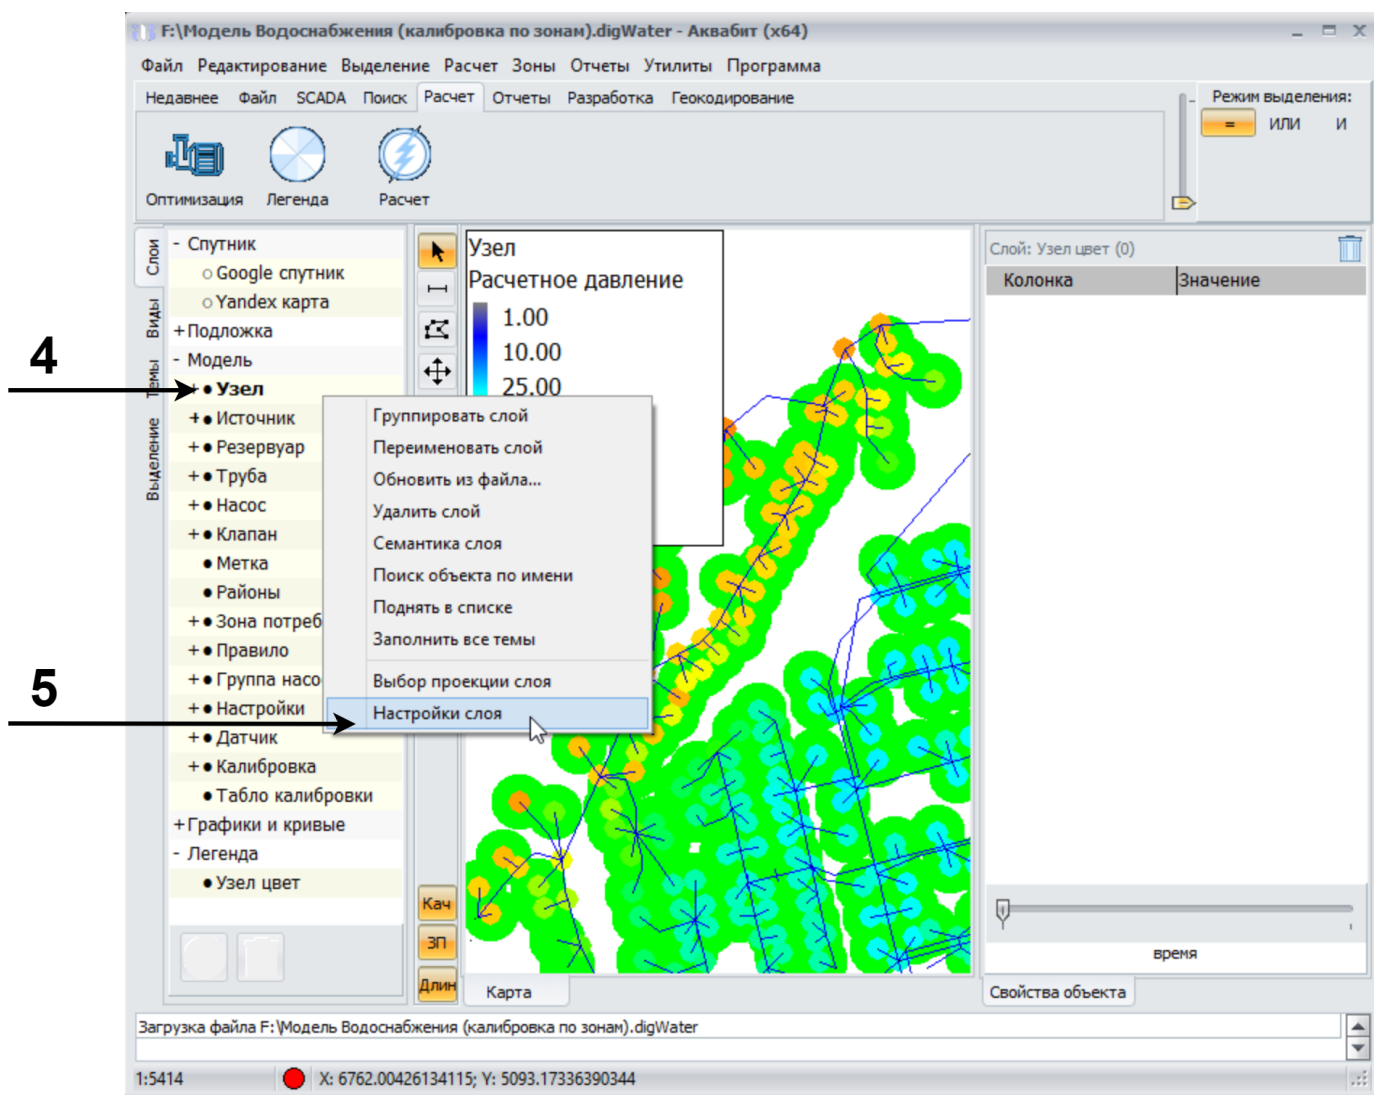 F:\Модель Водоснабжения (калибровка по зонам).digWater - Аквабит (x64)
Файл Редактирование Выделение Расчет Зоны Отчеты Утилиты Программа
Недавнее Файл SCADA Поиск Расчет Отчеты Разработка Геокодирование
Режим выделения:
= ИЛИ И
Оптимизация Легенда Расчет
Слои
Виды
Темы
Выделение
- Спутник
Google спутник
Yandex карта
+ Подложка
- Модель
+ Узел
+ Источник
+ Резервуар
+ Труба
+ Насос
+ Клапан
Метка
Районы
+ Зона потреб
+ Правило
+ Группа насо
+ Настройки
+ Датчик
+ Калибровка
Табло калибровки
+ Графики и кривые
- Легенда
Узел цвет
4
5
Группировать слой
Переименовать слой
Обновить из файла...
Удалить слой
Семантика слоя
Поиск объекта по имени
Поднять в списке
Заполнить все темы
Выбор проекции слоя
Настройки слоя
Узел
Расчетное давление
1.00
10.00
25.00
Кач
ЗП
Длин
Карта
Слой: Узел цвет (0)
Колонка Значение
время
Свойства объекта
Загрузка файла F:\Модель Водоснабжения (калибровка по зонам).digWater
1:5414
X: 6762.00426134115; Y: 5093.17336390344